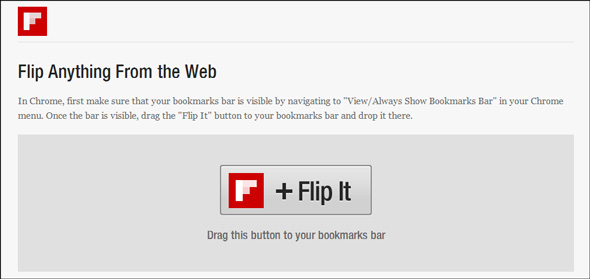 Flip Anything From the Web
In Chrome, first make sure that your bookmarks bar is visible by navigating to "View/Always Show Bookmarks Bar" in your Chrome
menu. Once the bar is visible, drag the "Flip It" button to your bookmarks bar and drop it there.
+ Flip It
Drag this button to your bookmarks bar